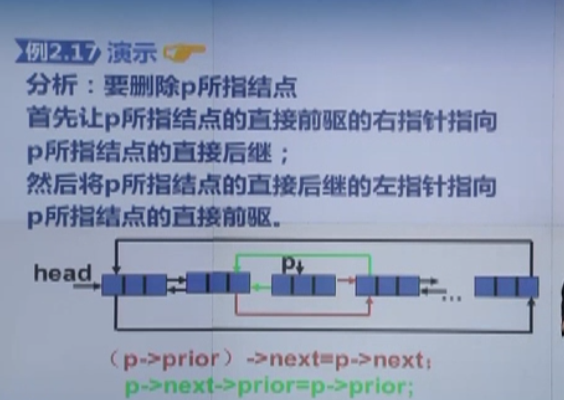 例2.17 演示
分析：要删除p所指结点
首先让p所指结点的直接前驱的右指针指向
p所指结点的直接后继；
然后将p所指结点的直接后继的左指针指向
p所指结点的直接前驱。
p
head
...
（p->prior）->next=p->next;
p->next->prior=p->prior;